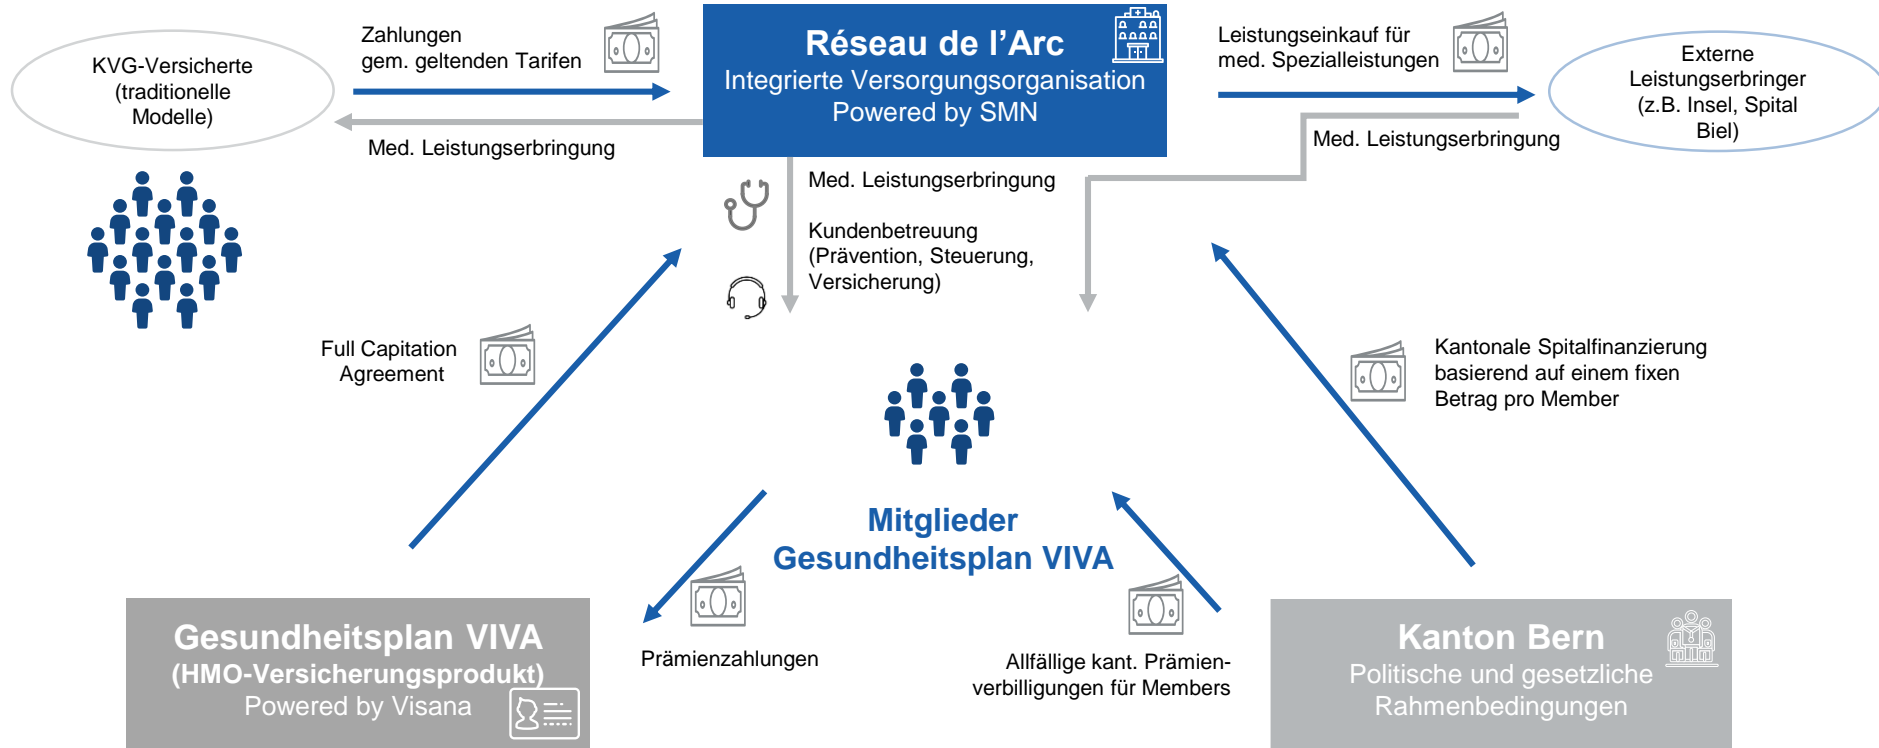 KVG-Versicherte
(traditionelle
Modelle)
Zahlungen
gem. geltenden Tarifen
Med. Leistungserbringung
Réseau de l’Arc
Integrierte Versorgungsorganisation
Powered by SMN
Leistungseinkauf für
med. Spezialleistungen
Med. Leistungserbringung
Externe
Leistungserbringer
(z.B. Insel, Spital
Biel)
Med. Leistungserbringung
Kundenbetreuung
(Prävention, Steuerung,
Versicherung)
Full Capitation
Agreement
Kantonale Spitalfinanzierung
basierend auf einem fixen
Betrag pro Member
Mitglieder
Gesundheitsplan VIVA
Gesundheitsplan VIVA
(HMO-Versicherungsprodukt)
Powered by Visana
Prämienzahlungen
Allfällige kant. Prämien-
verbilligungen für Members
Kanton Bern
Politische und gesetzliche
Rahmenbedingungen